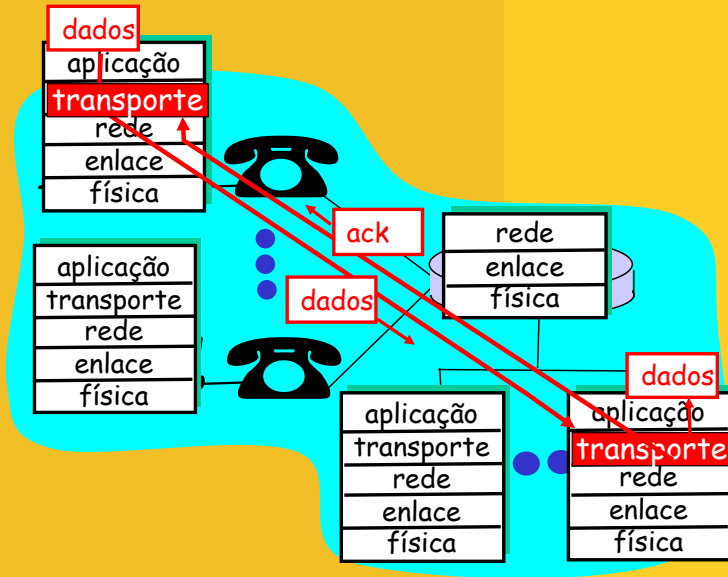 dados
aplicação
transporte
rede
enlace
física
ack
rede
enlace
física
aplicação
transporte
rede
enlace
física
dados
dados
aplicação
transporte
rede
enlace
física
aplicação
transporte
rede
enlace
física